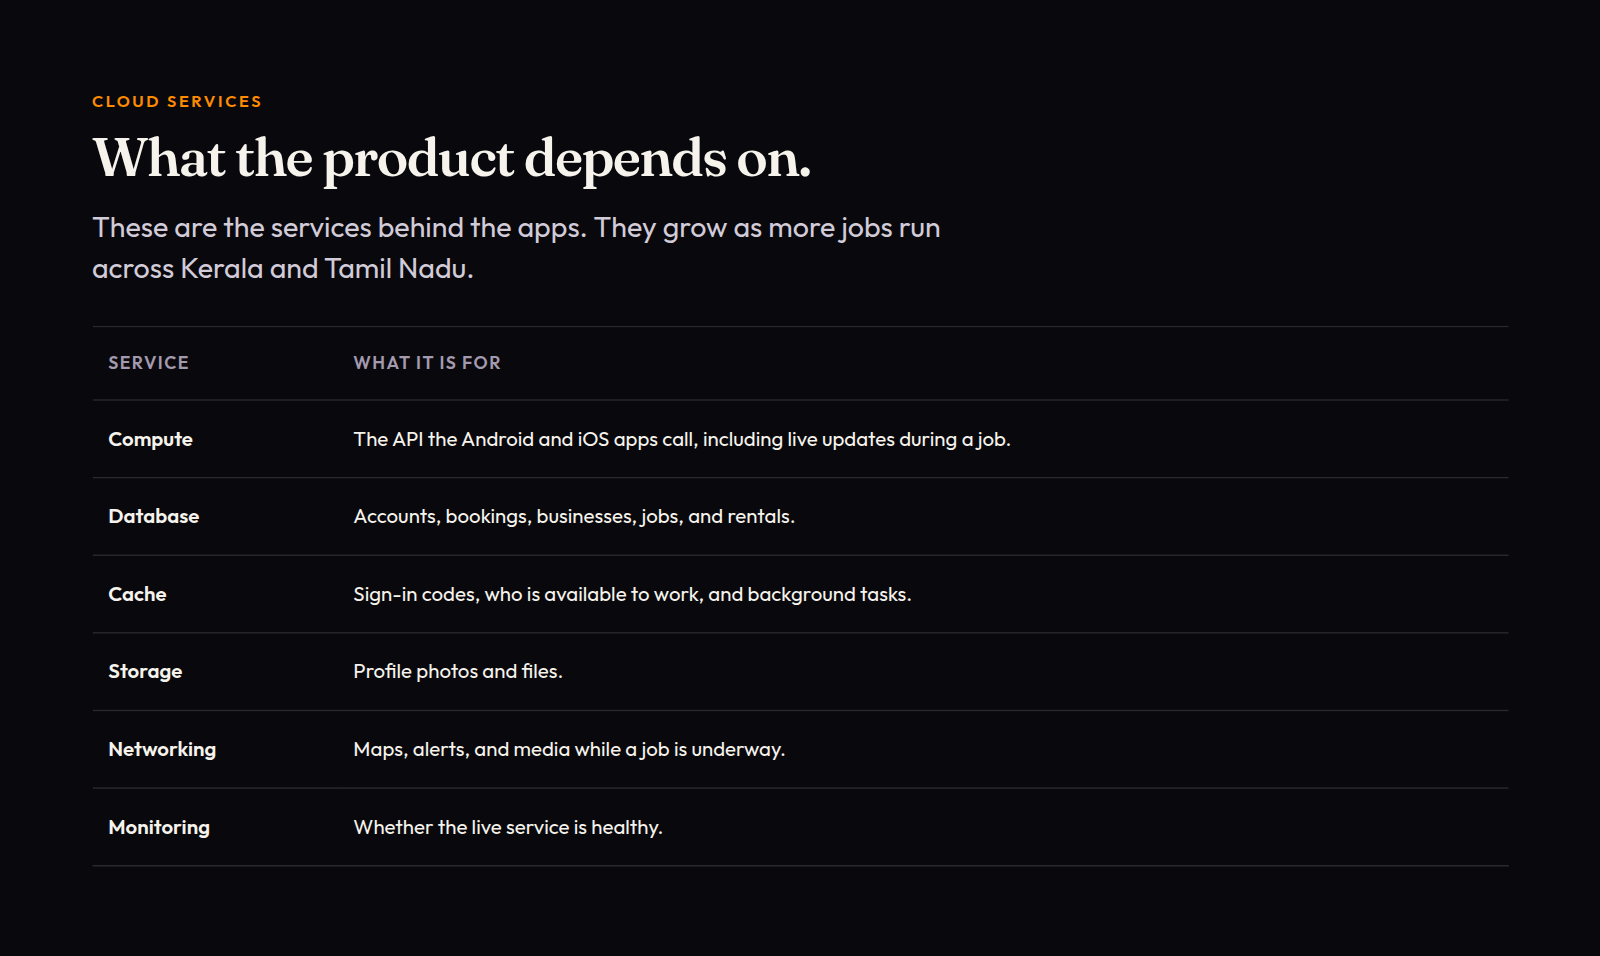 CLOUD SERVICES
What the product depends on.
These are the services behind the apps. They grow as more jobs run
across Kerala and Tamil Nadu.
SERVICE WHAT IT IS FOR
Compute The API the Android and iOS apps call, including live updates during a job.
Database Accounts, bookings, businesses, jobs, and rentals.
Cache Sign-in codes, who is available to work, and background tasks.
Storage Profile photos and files.
Networking Maps, alerts, and media while a job is underway.
Monitoring Whether the live service is healthy.